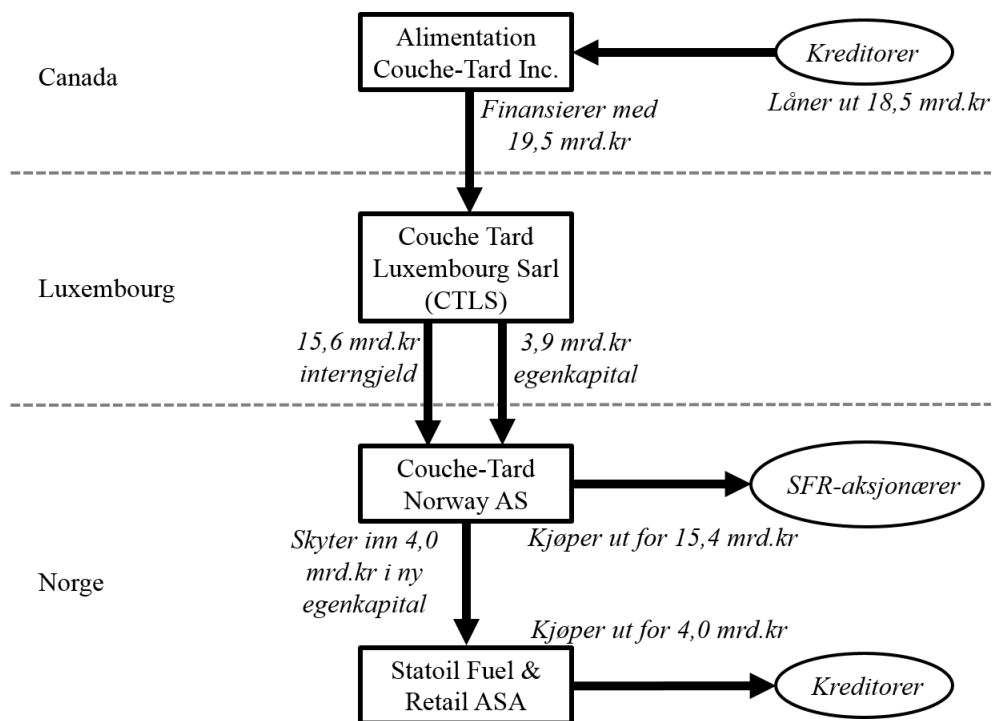 Alimentation
Couche-Tard Inc.
Kreditorer
Canada
Låner ut 18,5 mrd.kr
Finansierer med
19,5 mrd.kr
Couche Tard
Luxembourg Sarl
(CTLS)
Luxembourg
15,6 mrd.kr
interngjeld
3,9 mrd.kr
egenkapital
Couche-Tard
Norway AS
SFR-aksjonærer
Kjøper ut for 15,4 mrd.kr
Skyter inn 4,0
mrd.kr i ny
egenkapital
Norge
Kjøper ut for 4,0 mrd.kr
Statoil Fuel &
Retail ASA
Kreditorer